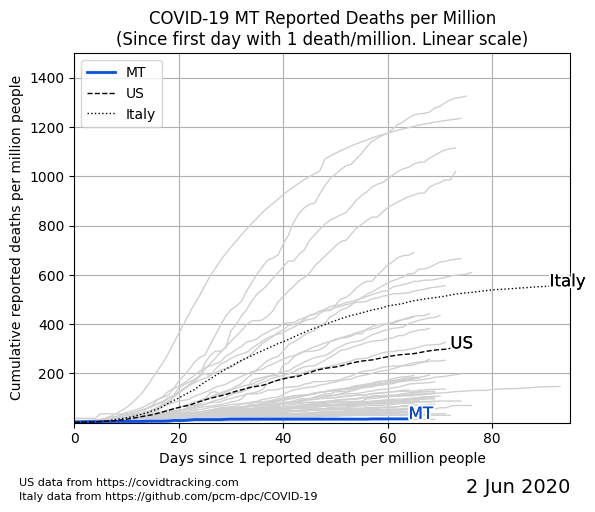 COVID-19 MT Reported Deaths per Million
(Since first day with 1 death/million. Linear scale)
MT
US
Italy
1400
1200
1000
800
600
400
200
Cumulative reported deaths per million people
Italy
US
MT
0
20
40
60
80
Days since 1 reported death per million people
US data from https://covidtracking.com
Italy data from https://github.com/pcm-dpc/COVID-19
2 Jun 2020